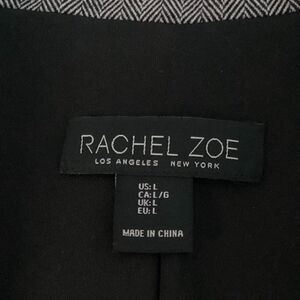 RACHEL ZOE
LOS ANGELES NEW YORK
US: L
CA: L/G
UK: L
EU: L
MADE IN CHINA